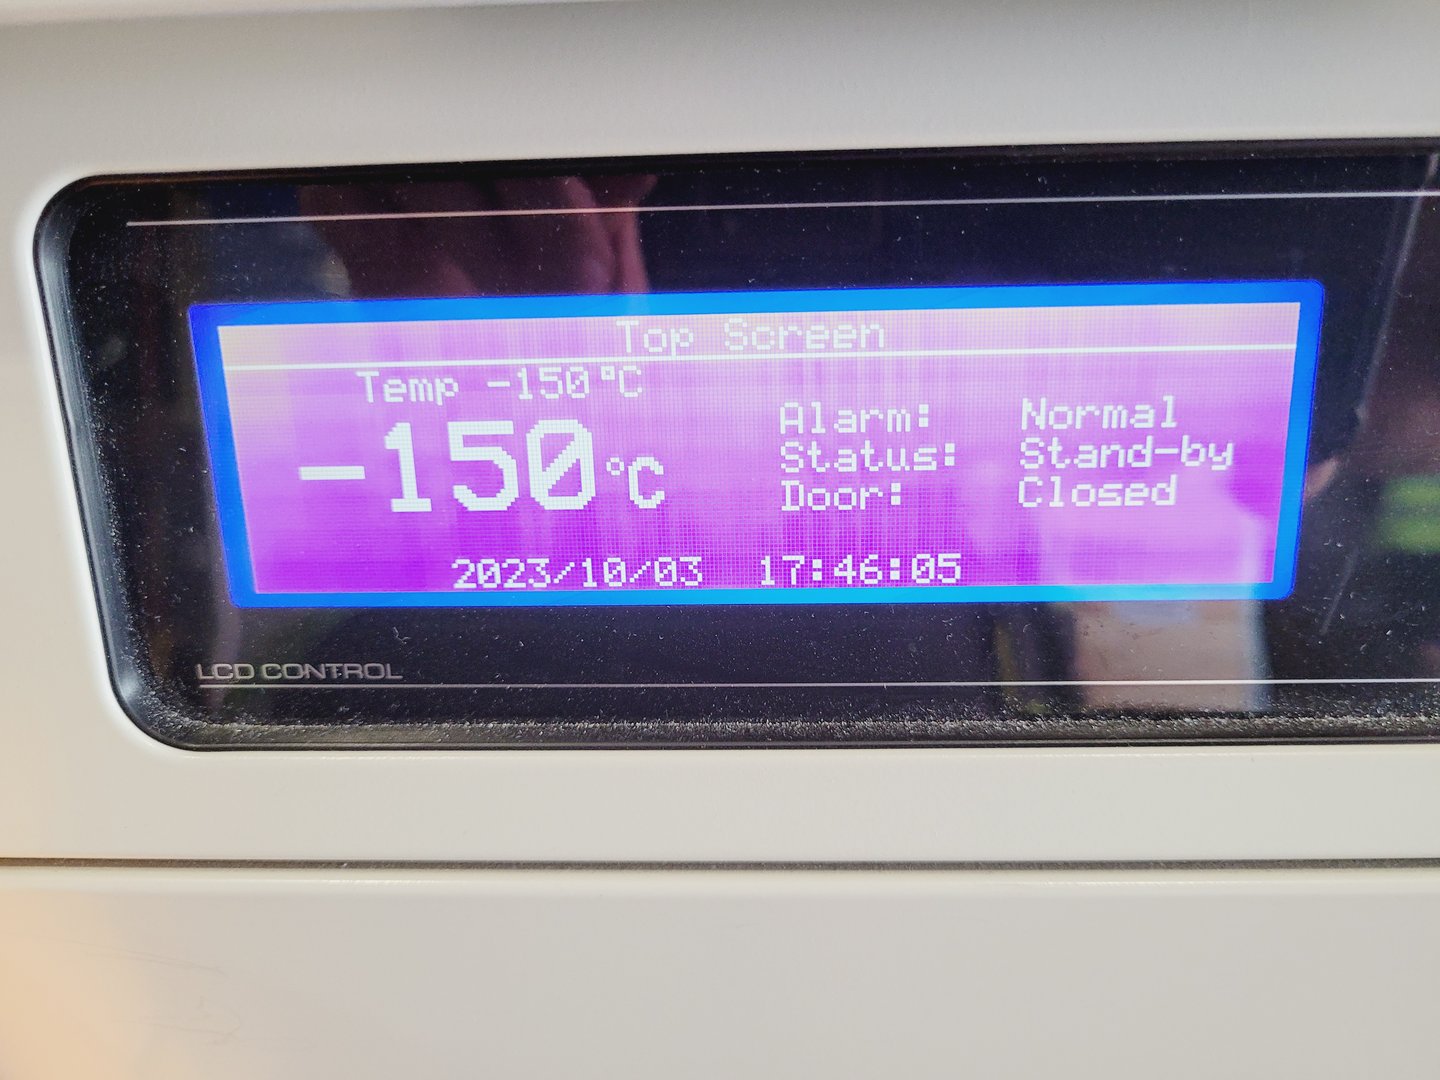 Top Screen
Temp -150°C
-150°C
Alarm: Normal
Status: Stand-by
Door: Closed
2023/10/03 17:46:05
LCD CONTROL